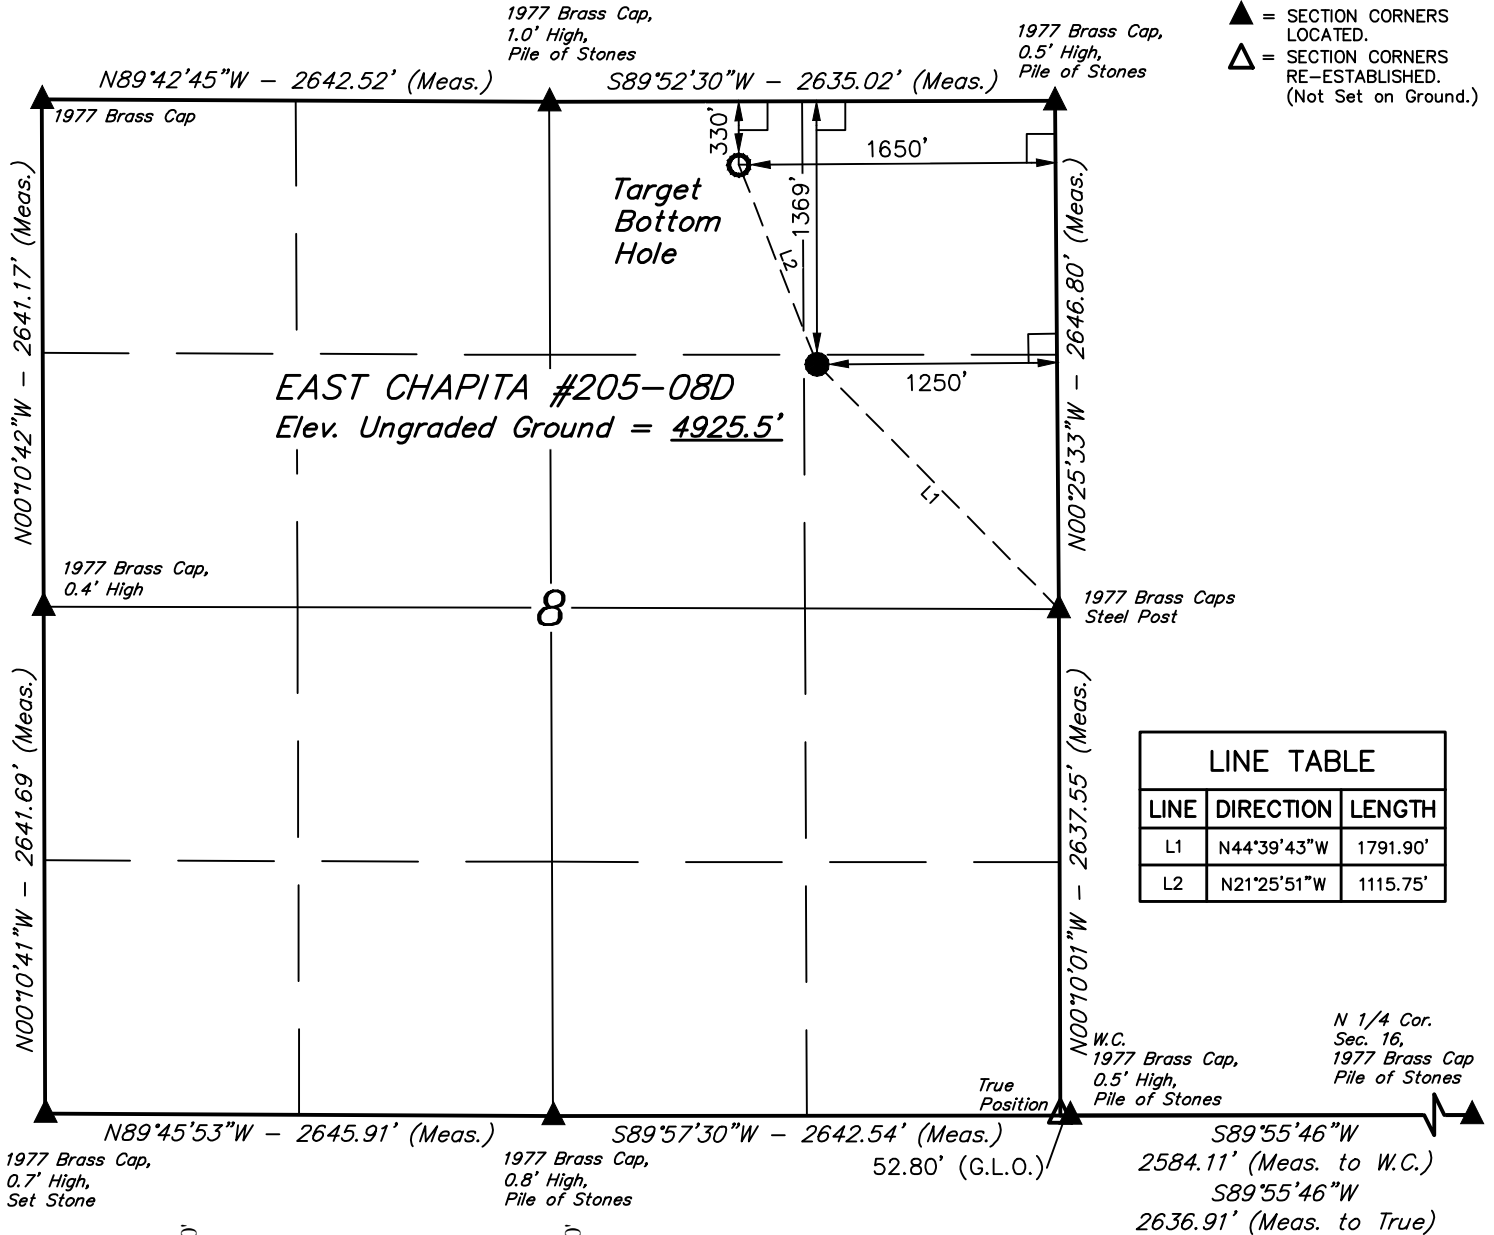 1977 Brass Cap,
1.0' High,
Pile of Stones
1977 Brass Cap,
0.5' High,
Pile of Stones
▲ = SECTION CORNERS
LOCATED.
△ = SECTION CORNERS
RE-ESTABLISHED.
(Not Set on Ground.)
N89°42'45"W - 2642.52' (Meas.)
S89°52'30"W - 2635.02' (Meas.)
1977 Brass Cap
330'
1650'
Target
Bottom
Hole
1369'
L2
N00°10'42"W - 2641.17' (Meas.)
N00°25'33"W - 2646.80' (Meas.)
EAST CHAPITA #205-08D
Elev. Ungraded Ground = 4925.5'
1250'
L1
1977 Brass Cap,
0.4' High
8
1977 Brass Caps
Steel Post
N00°10'41"W - 2641.69' (Meas.)
N00°10'01"W - 2637.55' (Meas.)
LINE TABLE
LINE DIRECTION LENGTH
L1 N44°39'43"W 1791.90'
L2 N21°25'51"W 1115.75'
N 1/4 Cor.
Sec. 16,
1977 Brass Cap
Pile of Stones
W.C.
1977 Brass Cap,
0.5' High,
Pile of Stones
True
Position
N89°45'53"W - 2645.91' (Meas.)
S89°57'30"W - 2642.54' (Meas.)
52.80' (G.L.O.)
S89°55'46"W
2584.11' (Meas. to W.C.)
S89°55'46"W
2636.91' (Meas. to True)
1977 Brass Cap,
0.7' High,
Set Stone
1977 Brass Cap,
0.8' High,
Pile of Stones